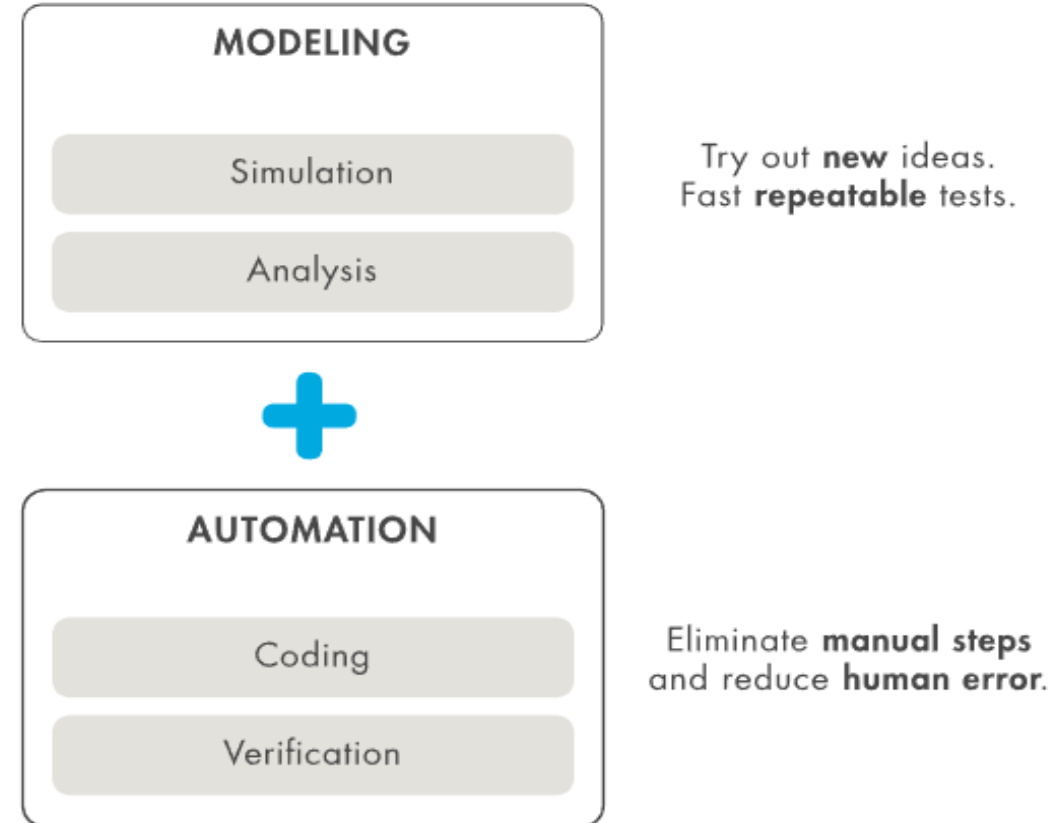 MODELING
Simulation
Analysis
Try out new ideas.
Fast repeatable tests.
AUTOMATION
Coding
Verification
Eliminate manual steps
and reduce human error.